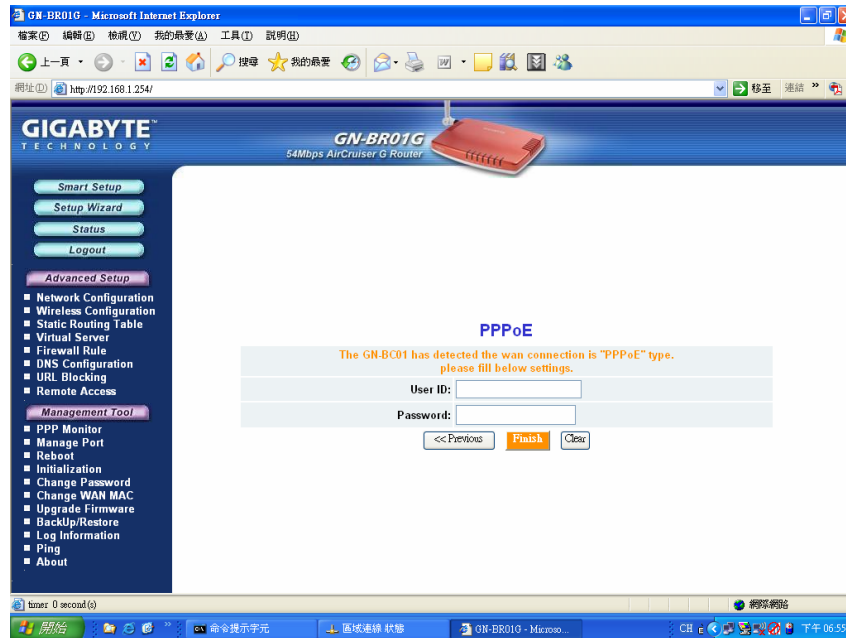 GN-BR01G - Microsoft Internet Explorer
檔案(F) 編輯(E) 檢視(V) 我的最愛(A) 工具(T) 說明(H)
上一頁 搜尋 我的最愛
網址(D) http://192.168.1.254/ 移至 連結 »
GIGABYTE™
TECHNOLOGY
GN-BR01G
54Mbps AirCruiser G Router
Smart Setup
Setup Wizard
Status
Logout
Advanced Setup
Network Configuration
Wireless Configuration
Static Routing Table
Virtual Server
Firewall Rule
DNS Configuration
URL Blocking
Remote Access
Management Tool
PPP Monitor
Manage Port
Reboot
Initialization
Change Password
Change WAN MAC
Upgrade Firmware
BackUp/Restore
Log Information
Ping
About
PPPoE
The GN-BC01 has detected the wan connection is "PPPoE" type.
please fill below settings.
User ID:
Password:
<< Previous Finish Clear
timer 0 second(s) 網際網路
開始 » 命令提示字元 區域連線 狀態 GN-BR01G - Microso... CH 下午 06:55